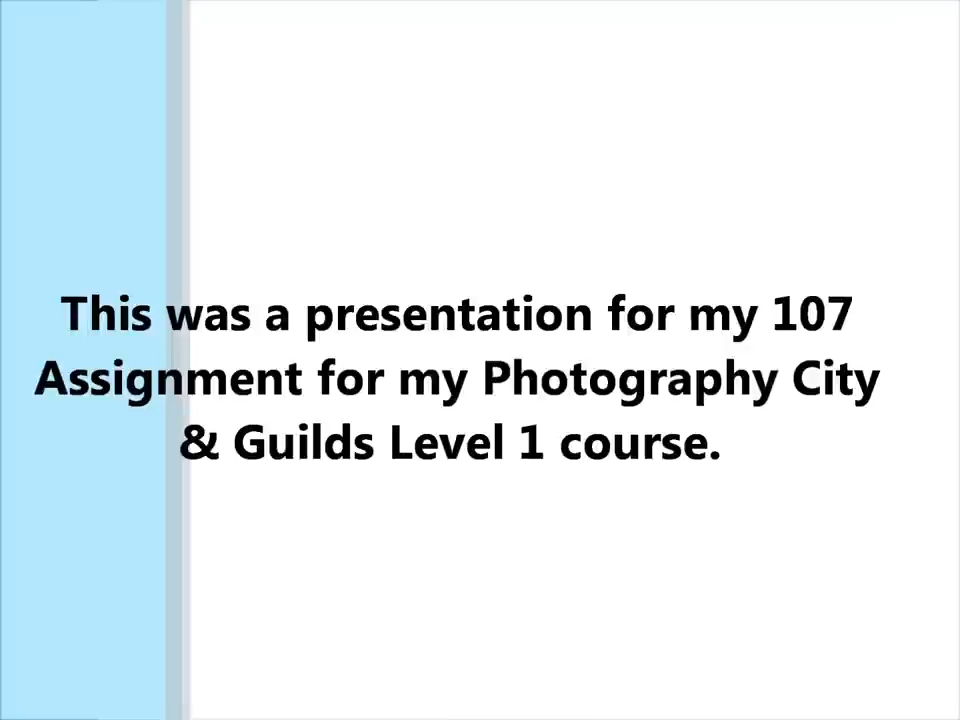 This was a presentation for my 107
Assignment for my Photography City
& Guilds Level 1 course.